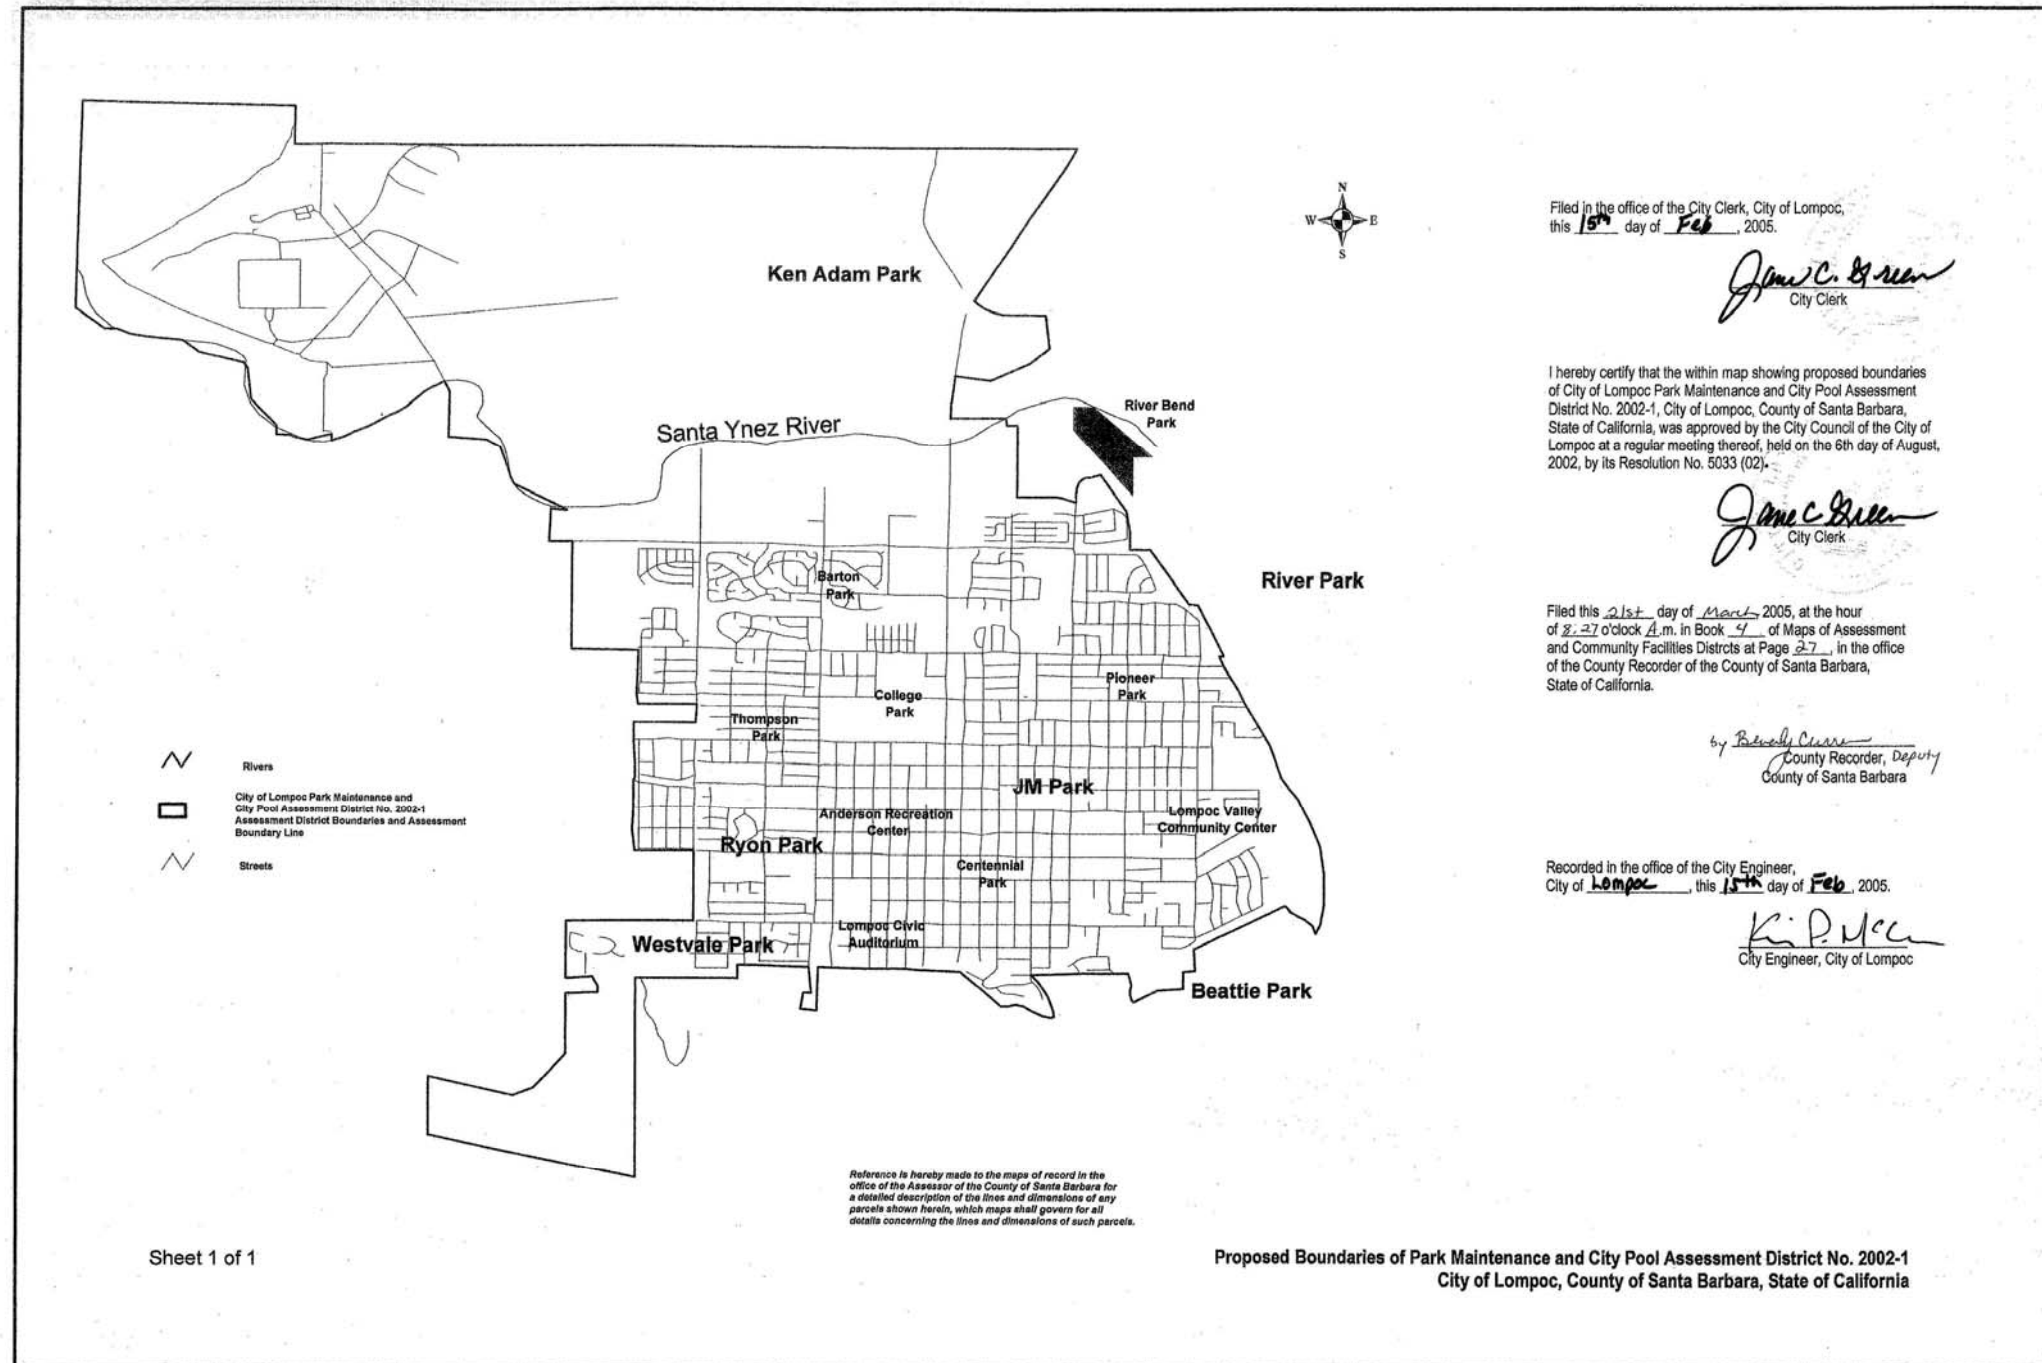 N
W E
S
Ken Adam Park
River Bend
Park
Santa Ynez River
Barton
Park
River Park
Pioneer
Park
College
Park
Thompson
Park
JM Park
Anderson Recreation
Center
Lompoc Valley
Community Center
Ryon Park
Centennial
Park
Lompoc Civic
Auditorium
Westvale Park
Beattie Park
Rivers
City of Lompoc Park Maintenance and
City Pool Assessment District No. 2002-1
Assessment District Boundaries and Assessment
Boundary Line
Streets
Filed in the office of the City Clerk, City of Lompoc,
this 15th day of Feb, 2005.
Jane C. Green
City Clerk
I hereby certify that the within map showing proposed boundaries
of City of Lompoc Park Maintenance and City Pool Assessment
District No. 2002-1, City of Lompoc, County of Santa Barbara,
State of California, was approved by the City Council of the City of
Lompoc at a regular meeting thereof, held on the 6th day of August,
2002, by its Resolution No. 5033 (02).
Jane C Green
City Clerk
Filed this 21st day of March 2005, at the hour
of 8:27 o'clock A.m. in Book 4 of Maps of Assessment
and Community Facilities Distrcts at Page 27, in the office
of the County Recorder of the County of Santa Barbara,
State of California.
by Beverly
County Recorder, Deputy
County of Santa Barbara
Recorded in the office of the City Engineer,
City of Lompoc, this 15th day of Feb, 2005.
City Engineer, City of Lompoc
Reference is hereby made to the maps of record in the
office of the Assessor of the County of Santa Barbara for
a detailed description of the lines and dimensions of any
parcels shown herein, which maps shall govern for all
details concerning the lines and dimensions of such parcels.
Sheet 1 of 1
Proposed Boundaries of Park Maintenance and City Pool Assessment District No. 2002-1
City of Lompoc, County of Santa Barbara, State of California